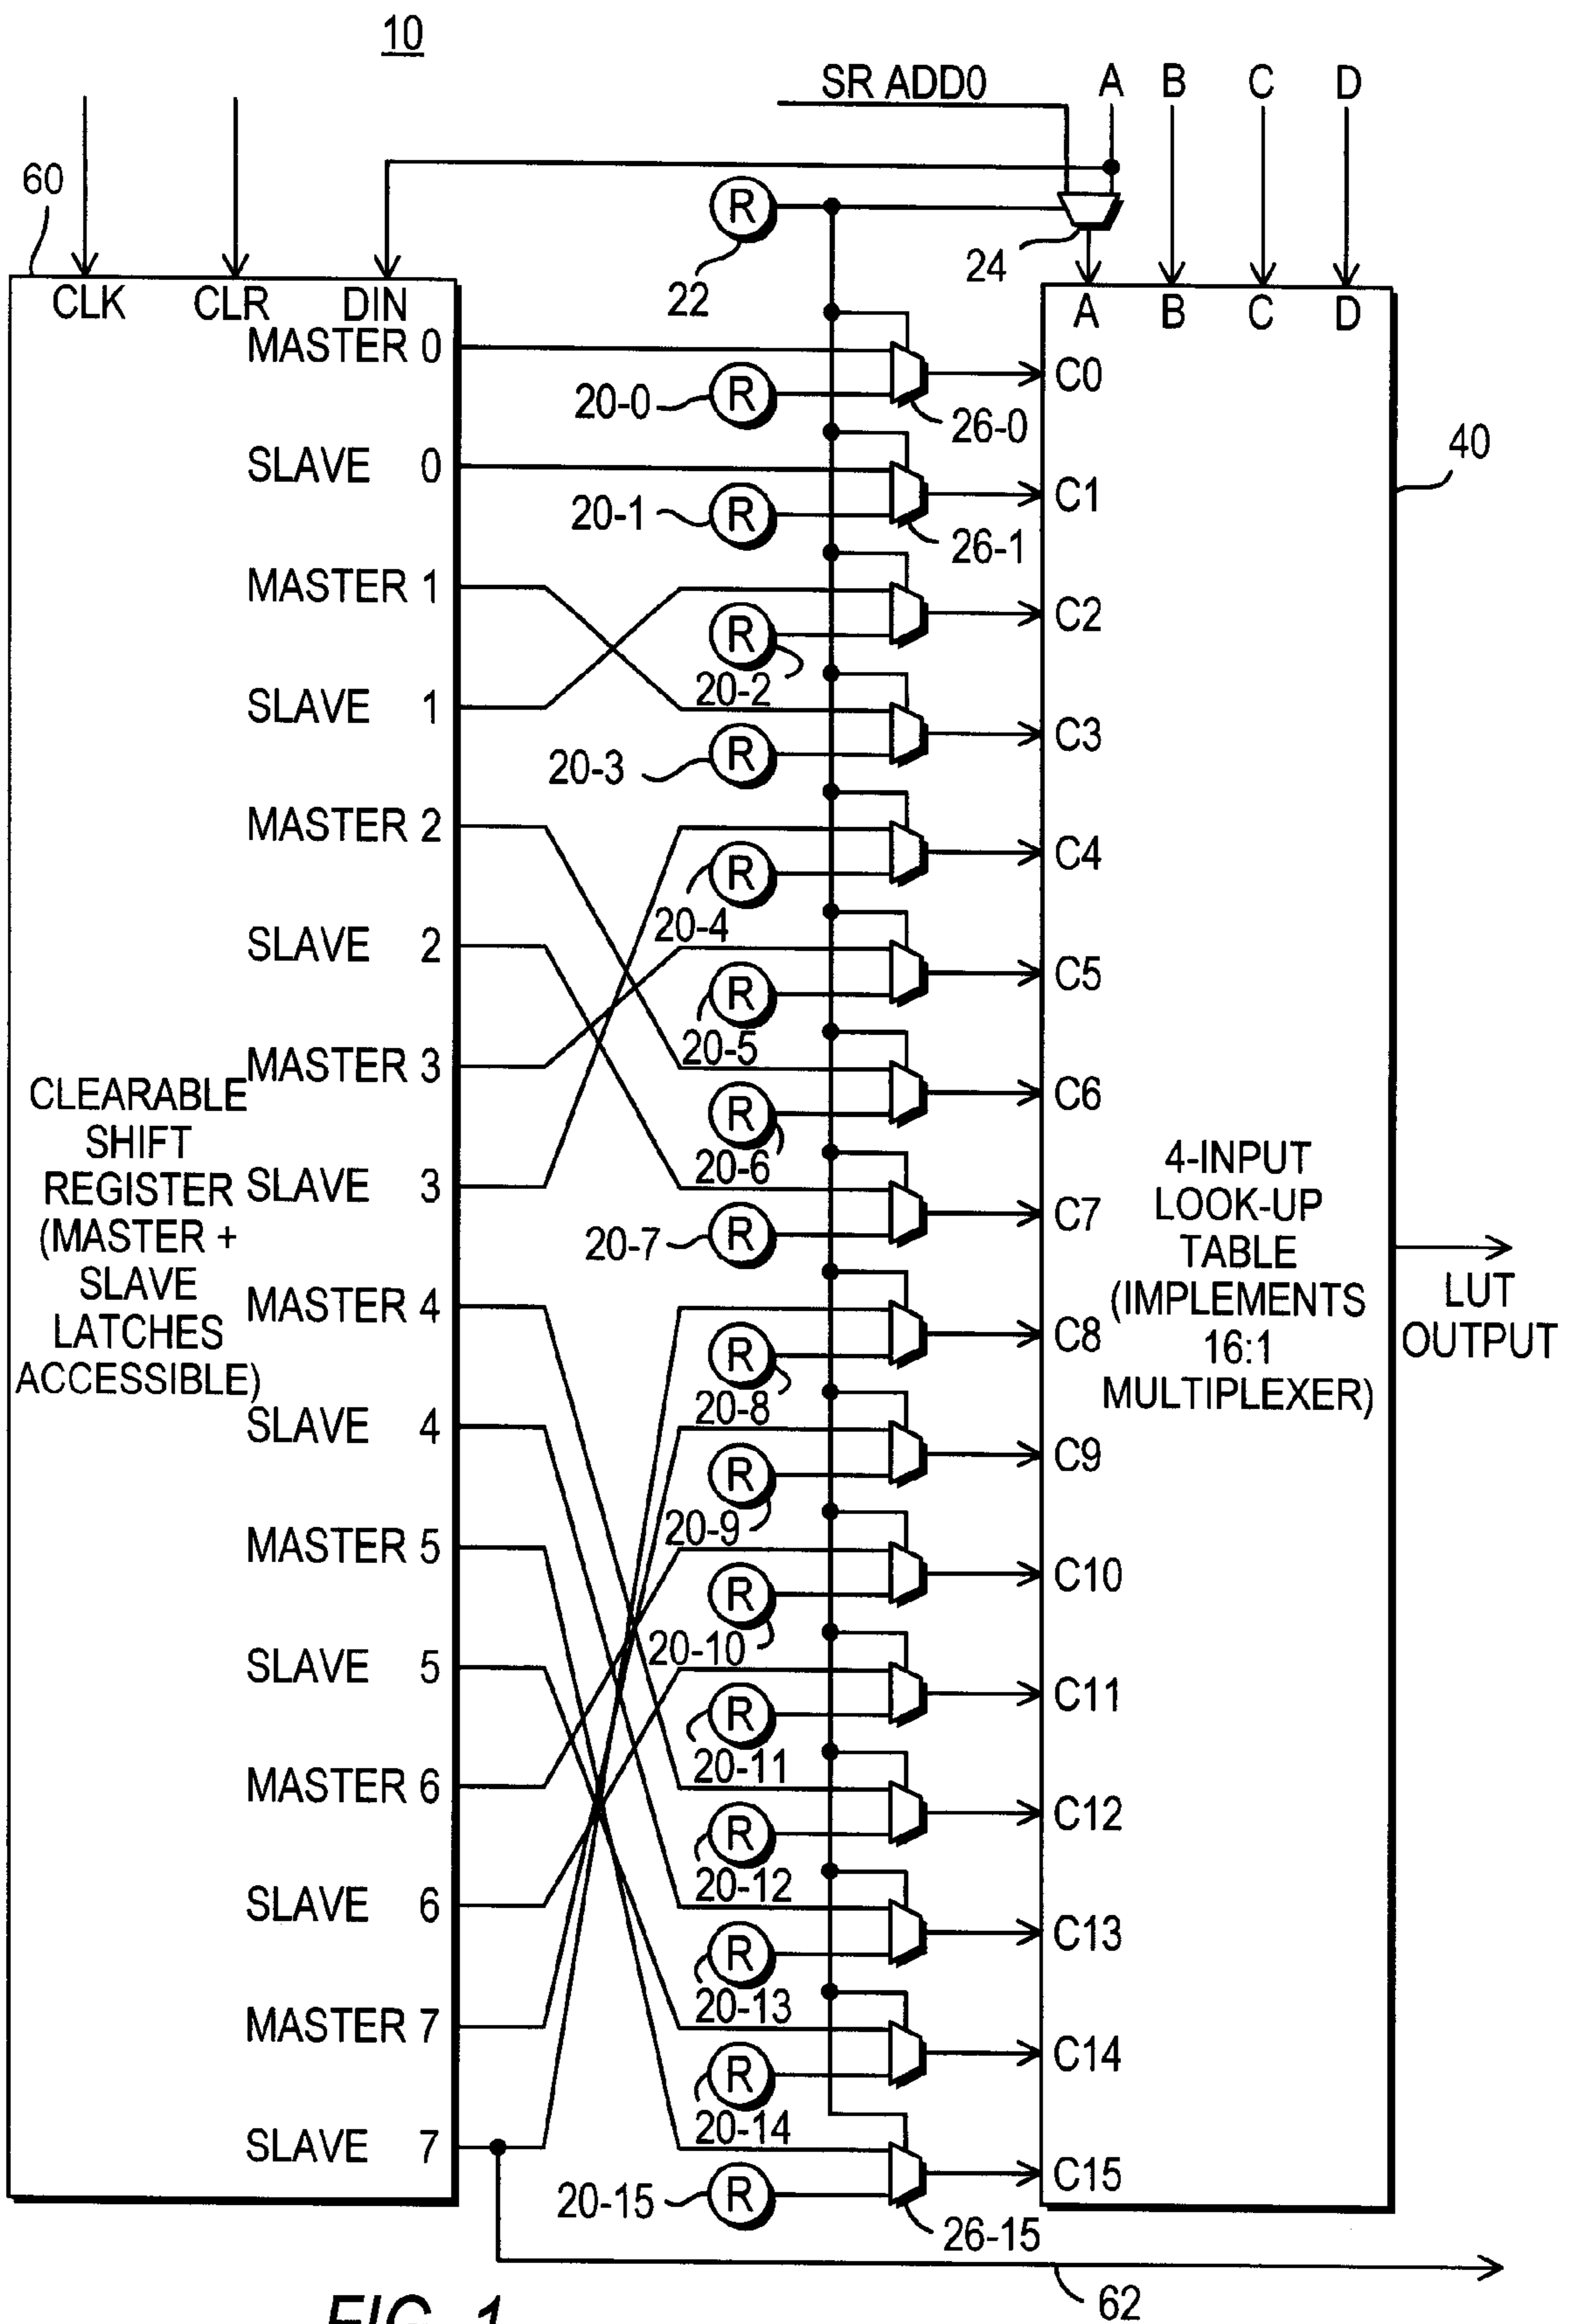 10
SR ADD0
A
B
C
D
60
R
22
24
CLK
CLR
DIN
A
B
C
D
MASTER 0
C0
20-0
R
26-0
SLAVE 0
C1
20-1
R
26-1
40
MASTER 1
C2
R
20-2
SLAVE 1
C3
20-3
R
MASTER 2
C4
R
20-4
SLAVE 2
C5
R
20-5
MASTER 3
C6
R
20-6
SLAVE 3
C7
20-7
R
CLEARABLE
SHIFT
REGISTER
(MASTER +
SLAVE
LATCHES
ACCESSIBLE)
4-INPUT
LOOK-UP
TABLE
(IMPLEMENTS
16:1
MULTIPLEXER)
LUT
OUTPUT
MASTER 4
C8
R
20-8
SLAVE 4
C9
R
20-9
MASTER 5
C10
R
20-10
SLAVE 5
C11
R
20-11
MASTER 6
C12
R
20-12
SLAVE 6
C13
R
20-13
MASTER 7
C14
R
20-14
SLAVE 7
C15
20-15
R
26-15
62
FIG. 1